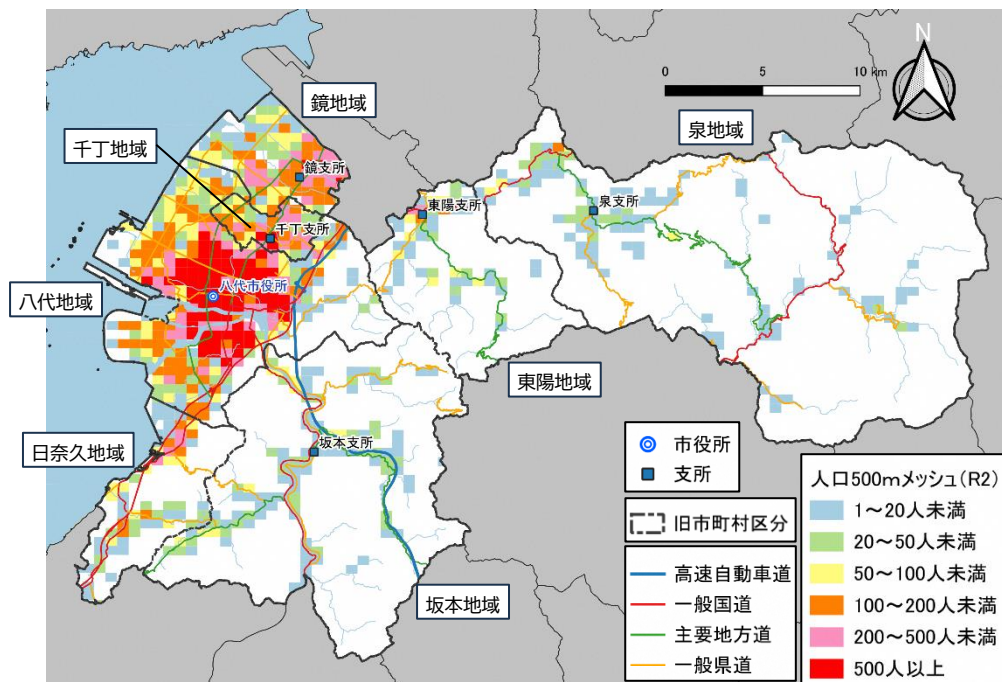 N
0 5 10 km
鏡地域
泉地域
千丁地域
鏡支所
東陽支所
泉支所
千丁支所
八代市役所
八代地域
東陽地域
日奈久地域
坂本支所
坂本地域
市役所
支所
旧市町村区分
高速自動車道
一般国道
主要地方道
一般県道
人口500mメッシュ(R2)
1～20人未満
20～50人未満
50～100人未満
100～200人未満
200～500人未満
500人以上